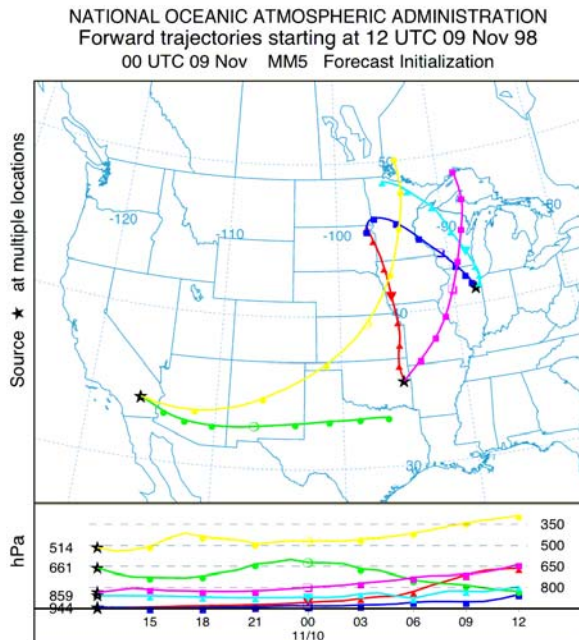 NATIONAL OCEANIC ATMOSPHERIC ADMINISTRATION
Forward trajectories starting at 12 UTC 09 Nov 98
00 UTC 09 Nov MM5 Forecast Initialization
Source ★ at multiple locations
50
-120
-110
-100
-90
80
40
30
hPa
514
661
859
944
350
500
650
800
15 18 21 00 03 06 09 12
11/10